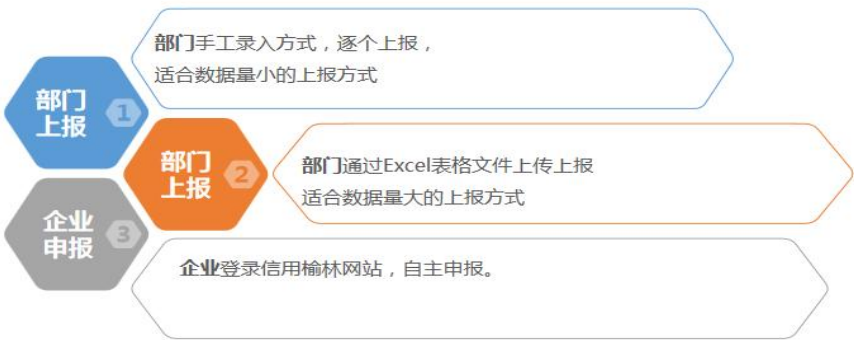 部门手工录入方式，逐个上报，
适合数据量小的上报方式
部门
上报
1
部门
上报
2
部门通过Excel表格文件上传上报
适合数据量大的上报方式
企业
申报
3
企业登录信用榆林网站，自主申报。